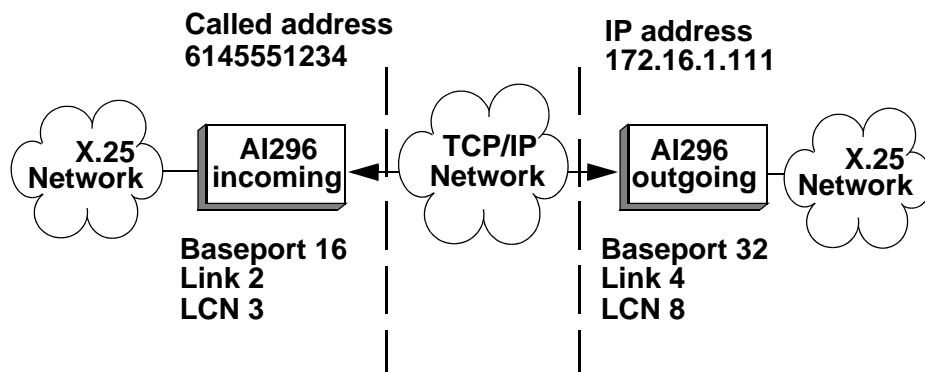 Called address
6145551234
IP address
172.16.1.111
X.25
Network
AI296
incoming
TCP/IP
Network
AI296
outgoing
X.25
Network
Baseport 16
Link 2
LCN 3
Baseport 32
Link 4
LCN 8